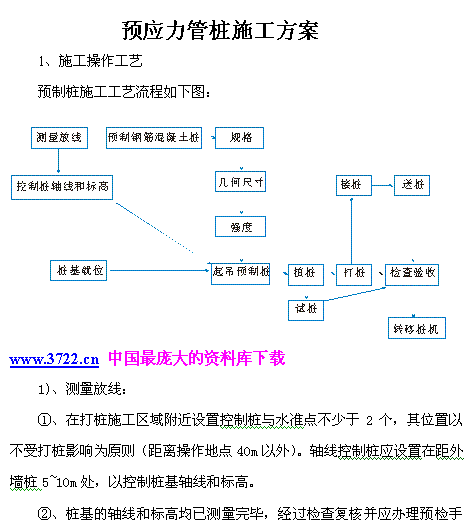 预应力管桩施工方案
1、施工操作工艺
预制桩施工工艺流程如下图:
测量放线
预制钢筋混凝土桩
规格
控制桩轴线和标高
几何尺寸
接桩
送桩
强度
桩基就位
起吊预制桩
植桩
打桩
检查验收
试桩
转移桩机
www.3722.cn 中国最庞大的资料库下载
1)、测量放线:
①、在打桩施工区域附近设置控制桩与水准点不少于 2 个,其位置以
不受打桩影响为原则(距离操作地点 40m 以外)。轴线控制桩应设置在距外
墙桩 5~10m 处,以控制桩基轴线和标高。
②、桩基的轴线和标高均已测量完毕,经过检查复核并应办理预检手